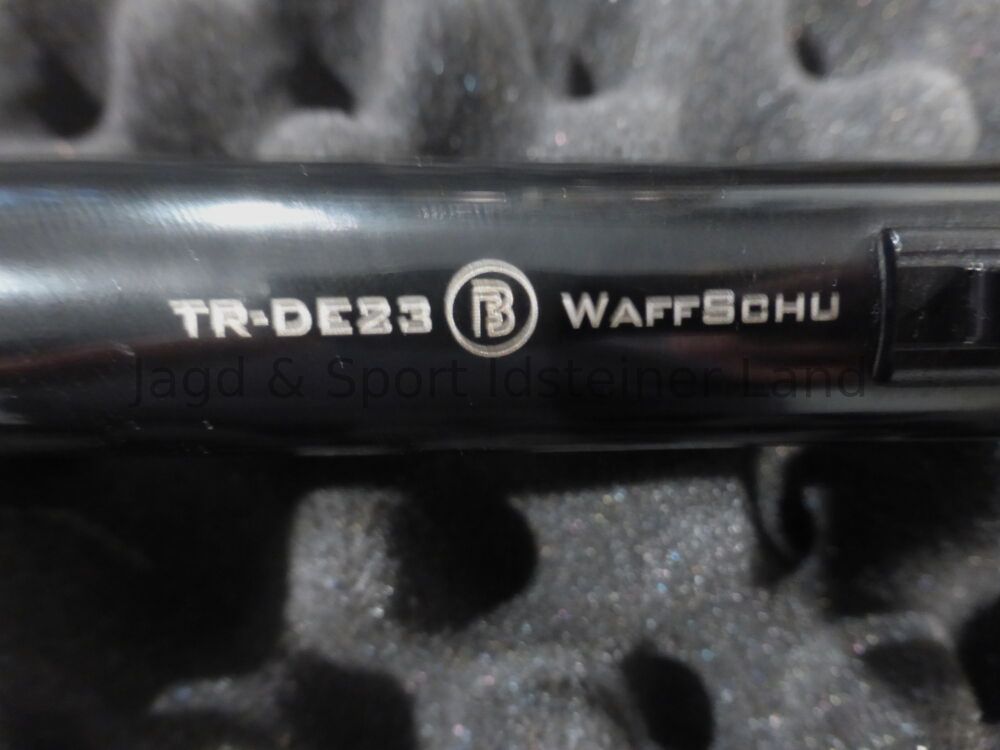 TR-DE23 B WAFFSCHU
Jagd & Sport Idsteiner Land